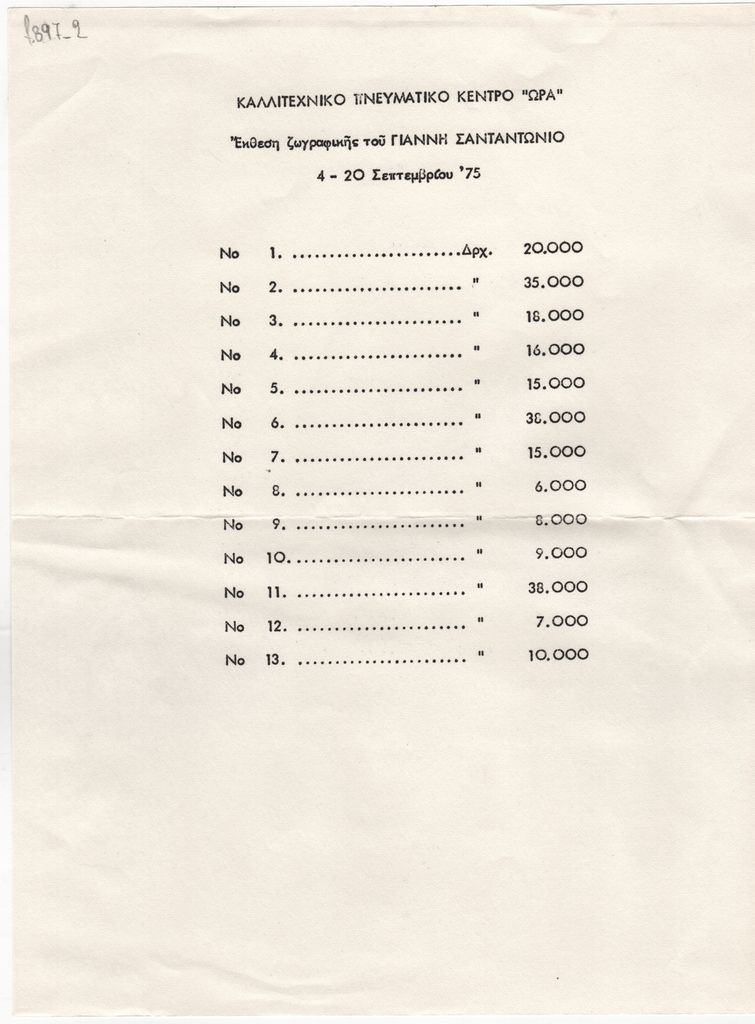 f.897-2
ΚΑΛΛΙΤΕΧΝΙΚΟ ΠΝΕΥΜΑΤΙΚΟ ΚΕΝΤΡΟ "ΩΡΑ"
Ἔκθεση ζωγραφικῆς τοῦ ΓΙΑΝΝΗ ΣΑΝΤΑΝΤΩΝΙΟ
4 - 20 Σεπτεμβρίου '75
Νο 1. .......................Δρχ. 20.000
Νο 2. ....................... " 35.000
Νο 3. ....................... " 18.000
Νο 4. ....................... " 16.000
Νο 5. ....................... " 15.000
Νο 6. ....................... " 38.000
Νο 7. ....................... " 15.000
Νο 8. ....................... " 6.000
Νο 9. ....................... " 8.000
Νο 10........................ " 9.000
Νο 11. ....................... " 38.000
Νο 12. ....................... " 7.000
Νο 13. ....................... " 10.000